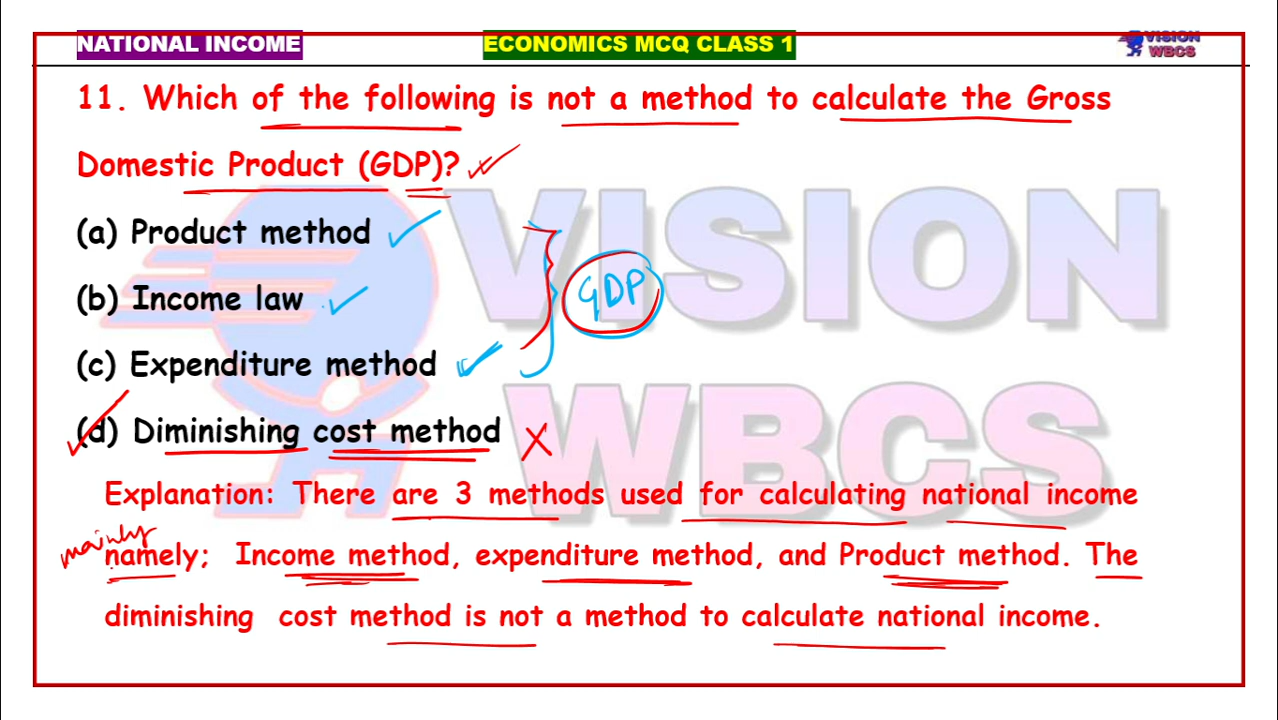 NATIONAL INCOME
ECONOMICS MCQ CLASS 1
VISION
WBCS
11. Which of the following is not a method to calculate the Gross
Domestic Product (GDP)?
(a) Product method
(b) Income law
GDP
(c) Expenditure method
(d) Diminishing cost method
VISION
WBCS
Explanation: There are 3 methods used for calculating national income
mainly
namely; Income method, expenditure method, and Product method. The
diminishing cost method is not a method to calculate national income.